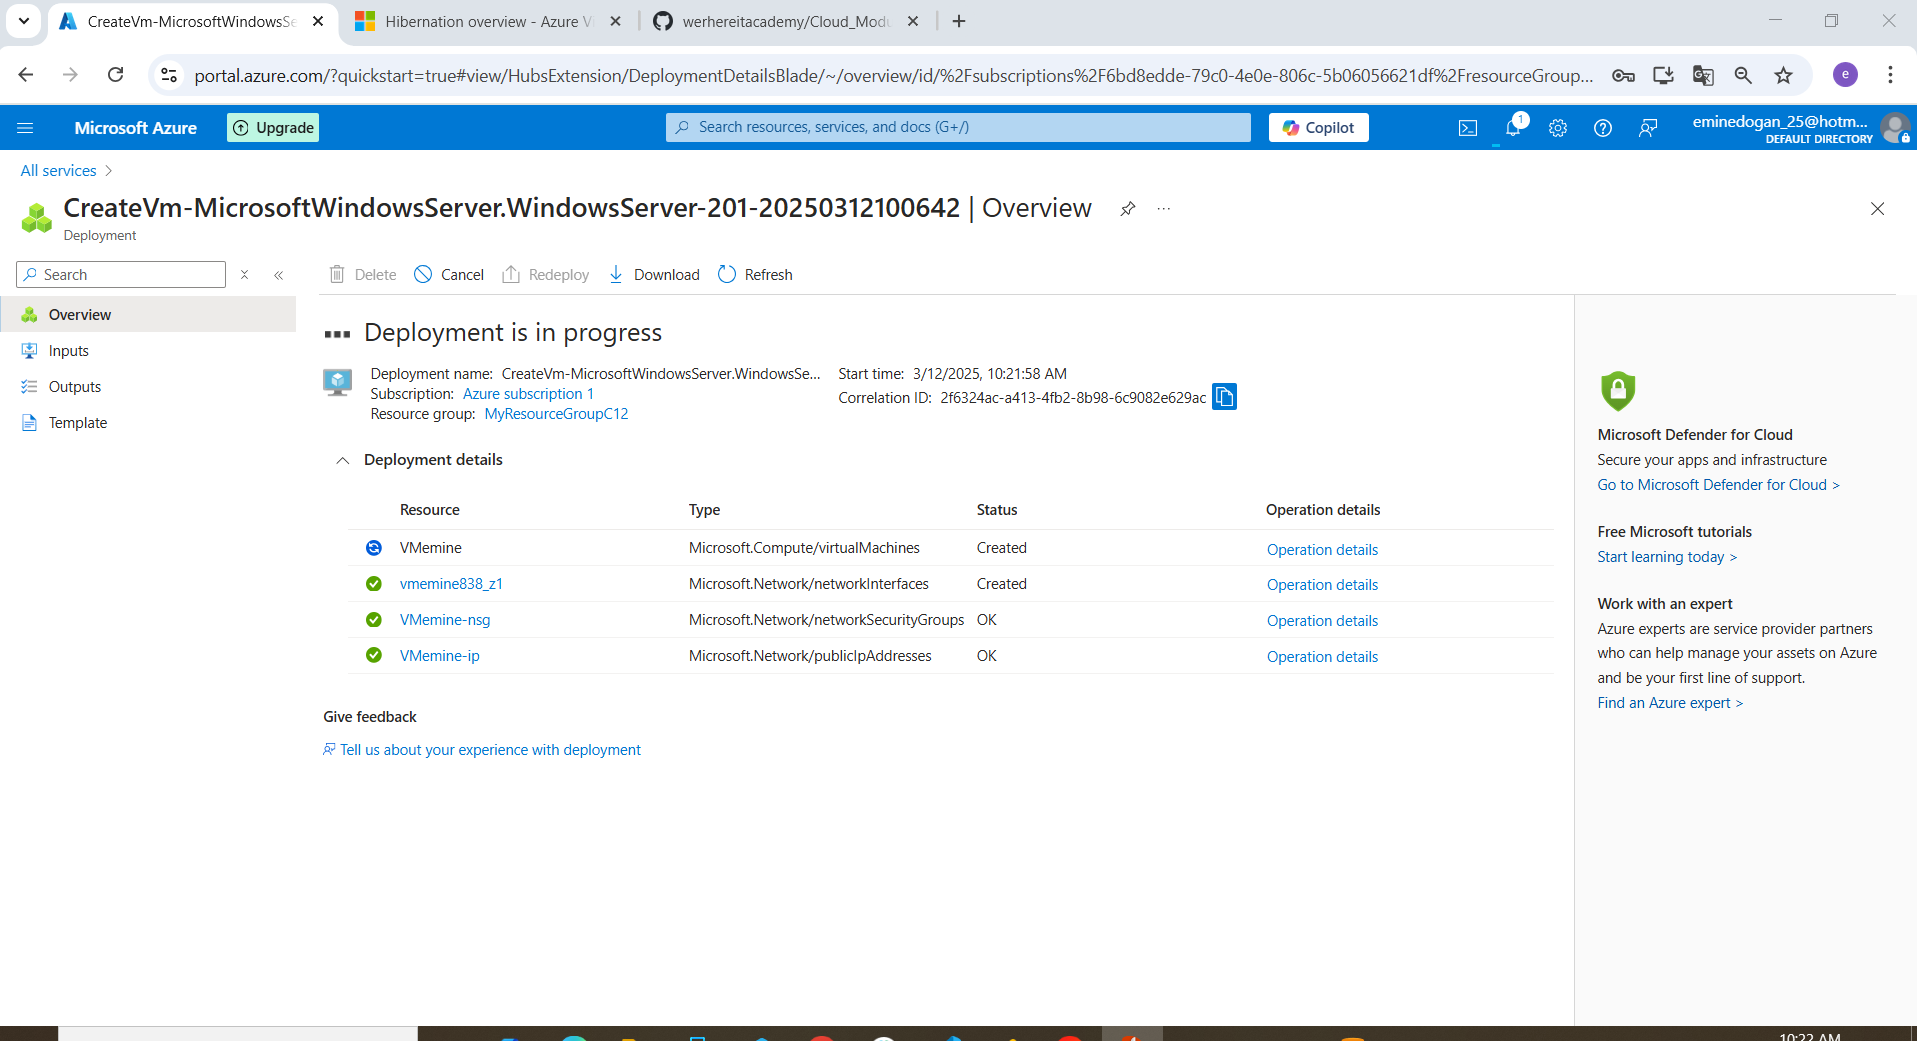 CreateVm-MicrosoftWindowsSe
Hibernation overview - Azure V
werhereitacademy/Cloud_Modu
portal.azure.com/?quickstart=true#view/HubsExtension/DeploymentDetailsBlade/~/overview/id/%2Fsubscriptions%2F6bd8edde-79c0-4e0e-806c-5b06056621df%2FresourceGroup...
e
Microsoft Azure
Upgrade
Search resources, services, and docs (G+/)
Copilot
1
eminedogan_25@hotm...
DEFAULT DIRECTORY
All services
CreateVm-MicrosoftWindowsServer.WindowsServer-201-20250312100642 | Overview
Deployment
Search
Delete
Cancel
Redeploy
Download
Refresh
Overview
Inputs
Outputs
Template
Deployment is in progress
Deployment name: CreateVm-MicrosoftWindowsServer.WindowsSe...
Subscription: Azure subscription 1
Resource group: MyResourceGroupC12
Start time: 3/12/2025, 10:21:58 AM
Correlation ID: 2f6324ac-a413-4fb2-8b98-6c9082e629ac
Deployment details
Resource Type Status Operation details
VMemine Microsoft.Compute/virtualMachines Created Operation details
vmemine838_z1 Microsoft.Network/networkInterfaces Created Operation details
VMemine-nsg Microsoft.Network/networkSecurityGroups OK Operation details
VMemine-ip Microsoft.Network/publicIpAddresses OK Operation details
Give feedback
Tell us about your experience with deployment
Microsoft Defender for Cloud
Secure your apps and infrastructure
Go to Microsoft Defender for Cloud >
Free Microsoft tutorials
Start learning today >
Work with an expert
Azure experts are service provider partners
who can help manage your assets on Azure
and be your first line of support.
Find an Azure expert >
10:22 AM